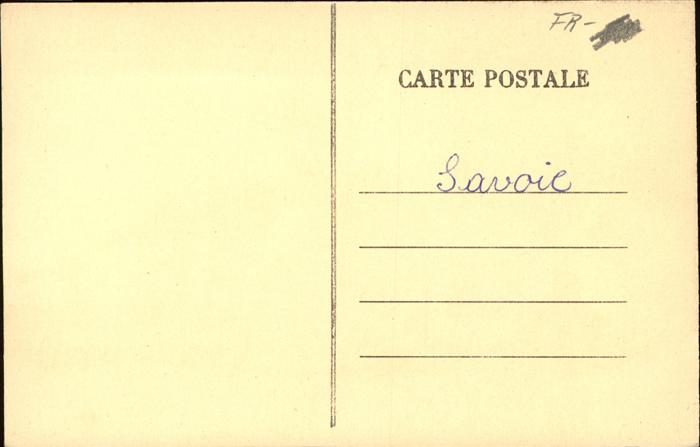 FR-
CARTE POSTALE
Savoie